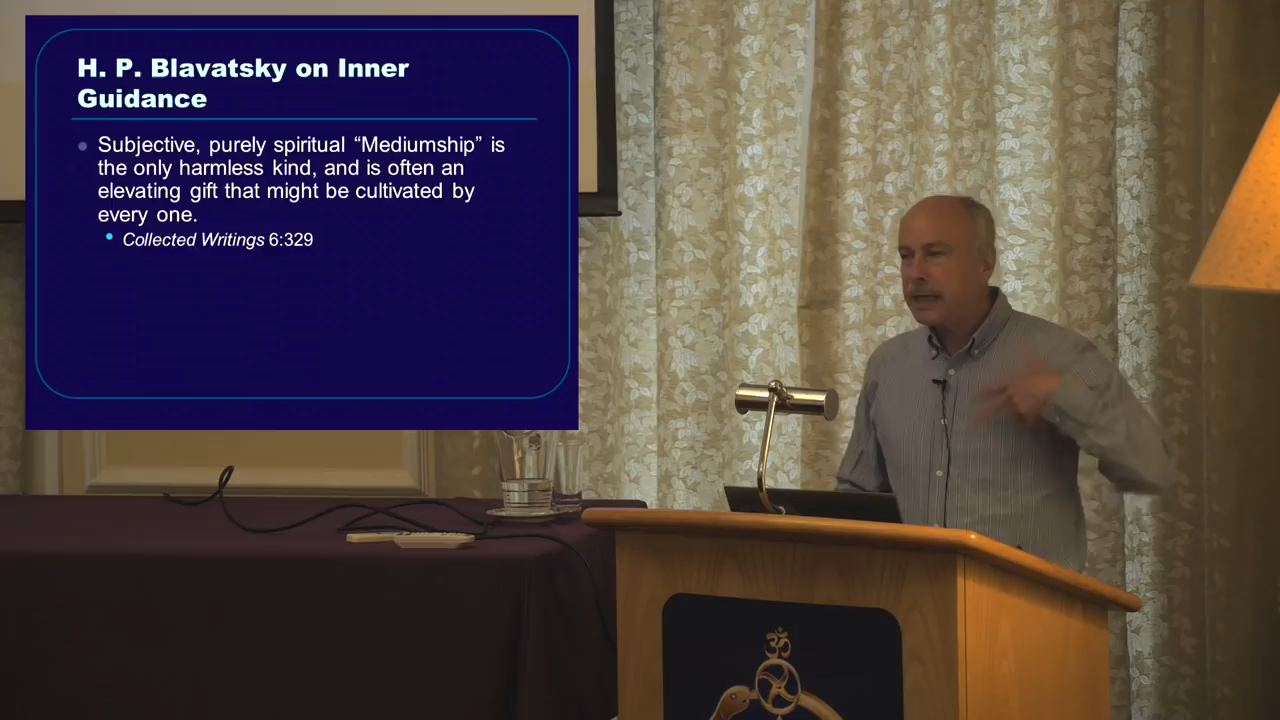 H. P. Blavatsky on Inner
Guidance
Subjective, purely spiritual “Mediumship” is
the only harmless kind, and is often an
elevating gift that might be cultivated by
every one.
Collected Writings 6:329
ॐ